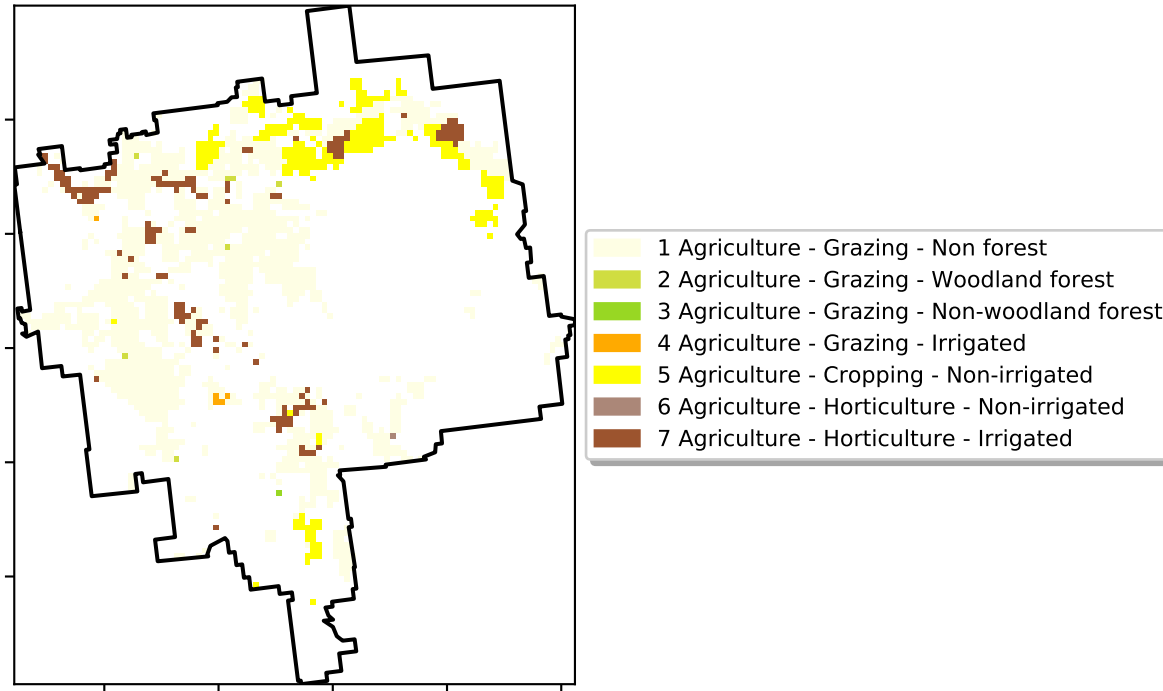 1 Agriculture - Grazing - Non forest
2 Agriculture - Grazing - Woodland forest
3 Agriculture - Grazing - Non-woodland forest
4 Agriculture - Grazing - Irrigated
5 Agriculture - Cropping - Non-irrigated
6 Agriculture - Horticulture - Non-irrigated
7 Agriculture - Horticulture - Irrigated